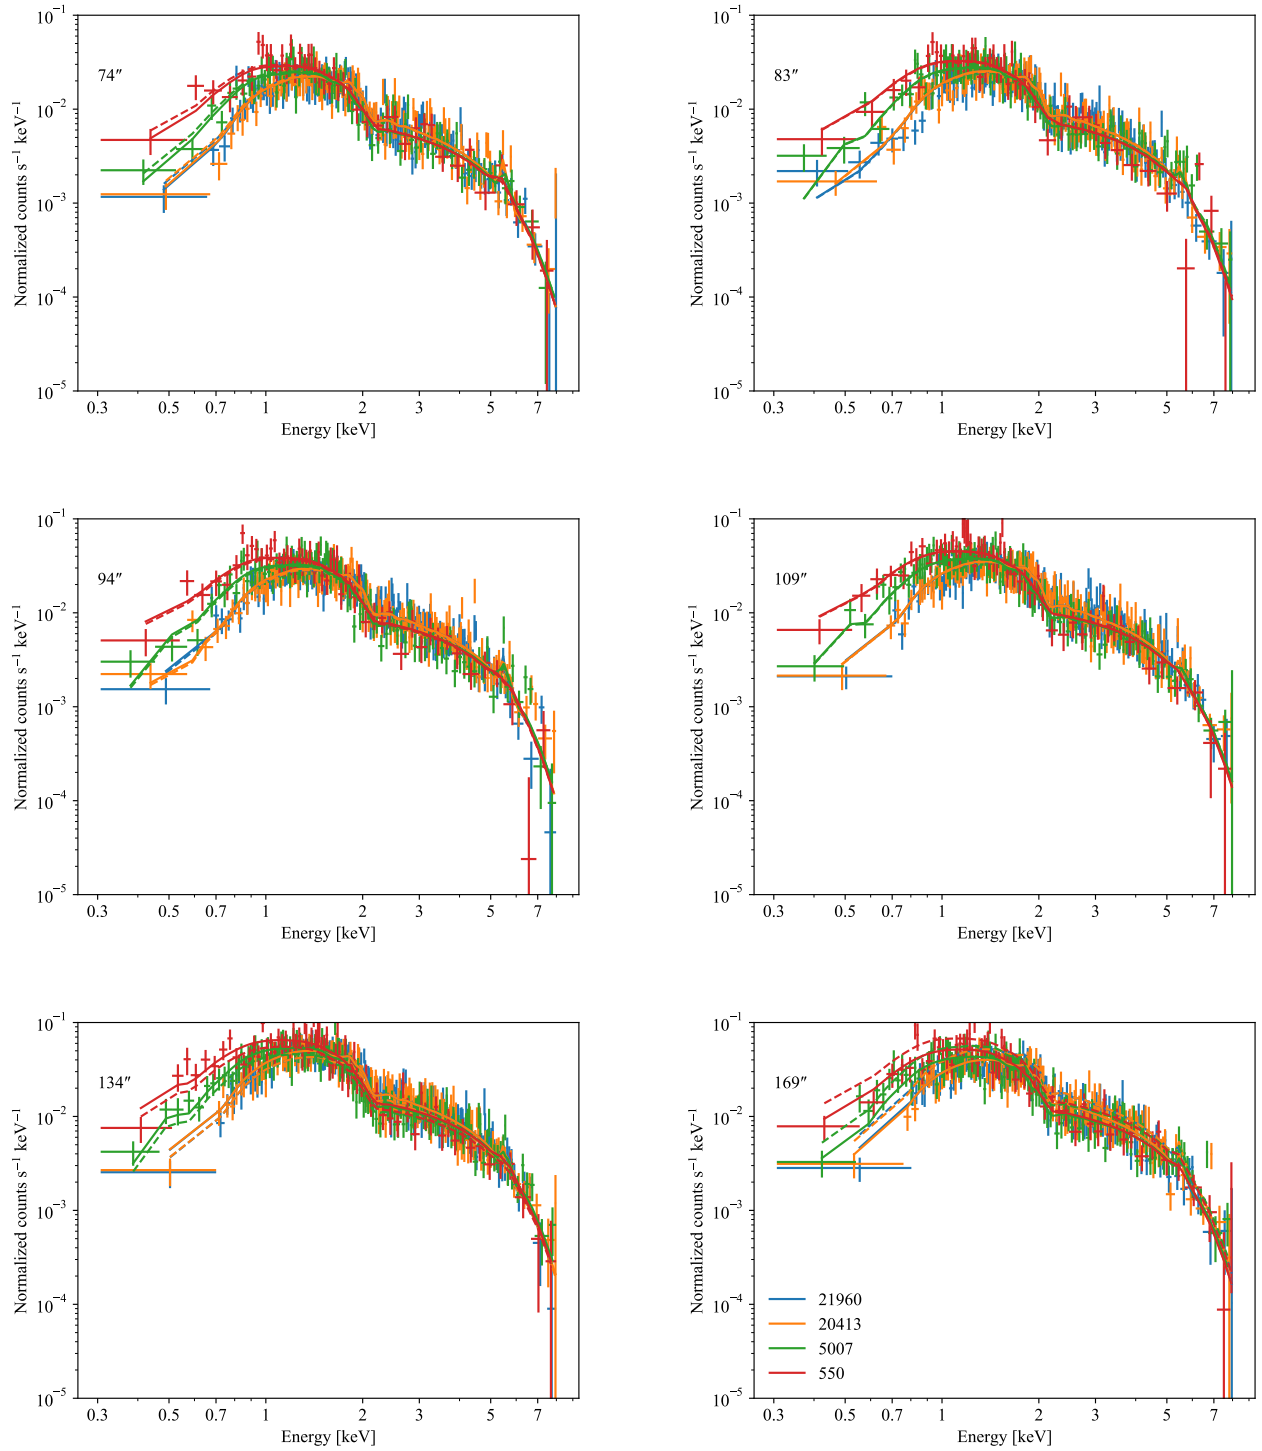 10⁻¹
10⁻²
10⁻³
10⁻⁴
10⁻⁵
Normalized counts s⁻¹ keV⁻¹
74″
0.3 0.5 0.7 1 2 3 5 7
Energy [keV]
10⁻¹
10⁻²
10⁻³
10⁻⁴
10⁻⁵
Normalized counts s⁻¹ keV⁻¹
83″
0.3 0.5 0.7 1 2 3 5 7
Energy [keV]
10⁻¹
10⁻²
10⁻³
10⁻⁴
10⁻⁵
Normalized counts s⁻¹ keV⁻¹
94″
0.3 0.5 0.7 1 2 3 5 7
Energy [keV]
10⁻¹
10⁻²
10⁻³
10⁻⁴
10⁻⁵
Normalized counts s⁻¹ keV⁻¹
109″
0.3 0.5 0.7 1 2 3 5 7
Energy [keV]
10⁻¹
10⁻²
10⁻³
10⁻⁴
10⁻⁵
Normalized counts s⁻¹ keV⁻¹
134″
0.3 0.5 0.7 1 2 3 5 7
Energy [keV]
10⁻¹
10⁻²
10⁻³
10⁻⁴
10⁻⁵
Normalized counts s⁻¹ keV⁻¹
169″
21960
20413
5007
550
0.3 0.5 0.7 1 2 3 5 7
Energy [keV]